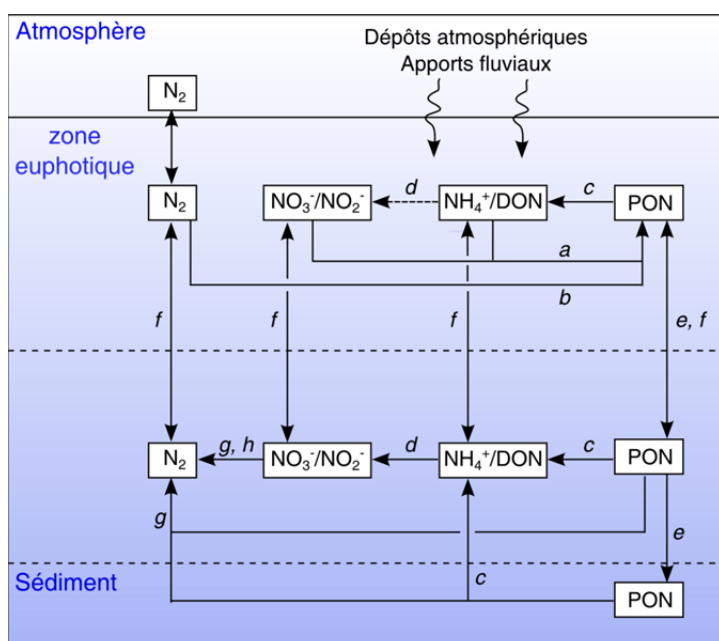 Atmosphère
Dépôts atmosphériques
Apports fluviaux
N₂
zone
euphotique
N₂
NO₃⁻/NO₂⁻
d
NH₄⁺/DON
c
PON
a
b
f
f
f
e, f
N₂
g, h
NO₃⁻/NO₂⁻
d
NH₄⁺/DON
c
PON
g
e
Sédiment
c
PON